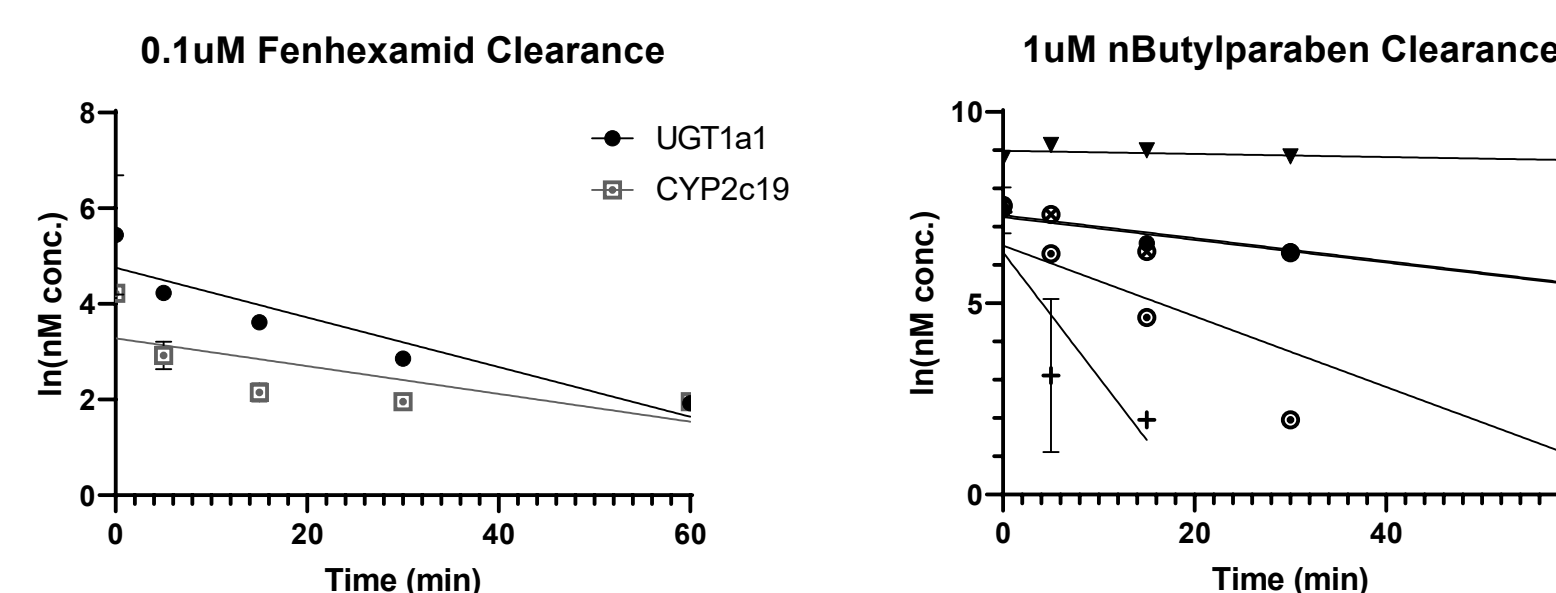 0.1uM Fenhexamid Clearance
8
6
4
2
0
0 20 40 60
ln(nM conc.)
Time (min)
UGT1a1
CYP2c19
1uM nButylparaben Clearance
10
5
0
0 20 40
ln(nM conc.)
Time (min)